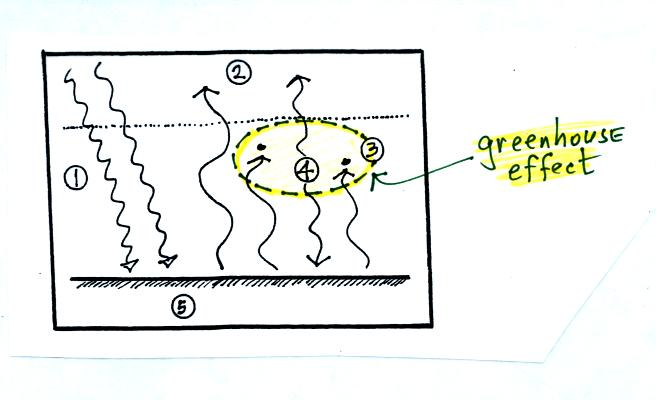 ②
①
③
④
greenhouse
effect
⑤